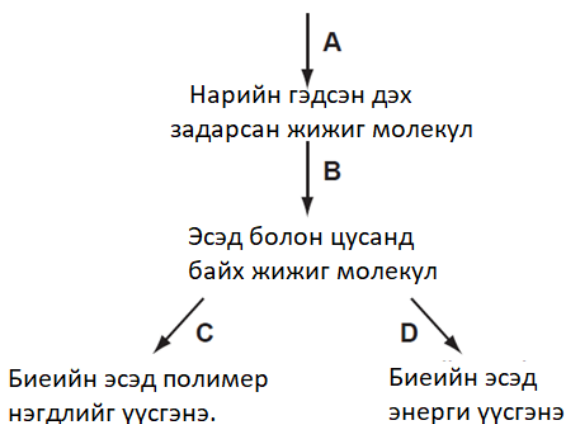 A
Нарийн гэдсэн дэх
задарсан жижиг молекул
B
Эсэд болон цусанд
байх жижиг молекул
C
D
Биеийн эсэд полимер
нэгдлийг үүсгэнэ.
Биеийн эсэд
энерги үүсгэнэ